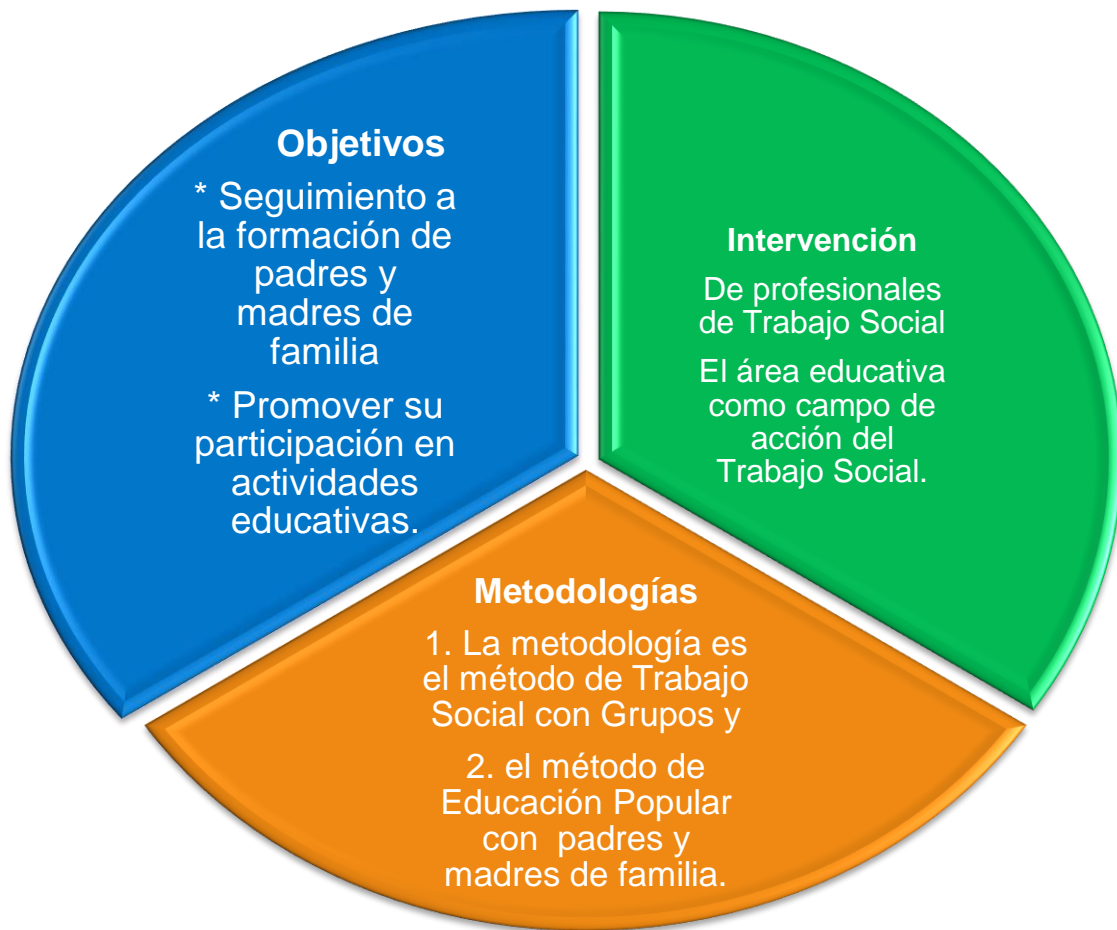 Objetivos
* Seguimiento a
la formación de
padres y
madres de
familia
* Promover su
participación en
actividades
educativas.
Intervención
De profesionales
de Trabajo Social
El área educativa
como campo de
acción del
Trabajo Social.
Metodologías
1. La metodología es
el método de Trabajo
Social con Grupos y
2. el método de
Educación Popular
con padres y
madres de familia.